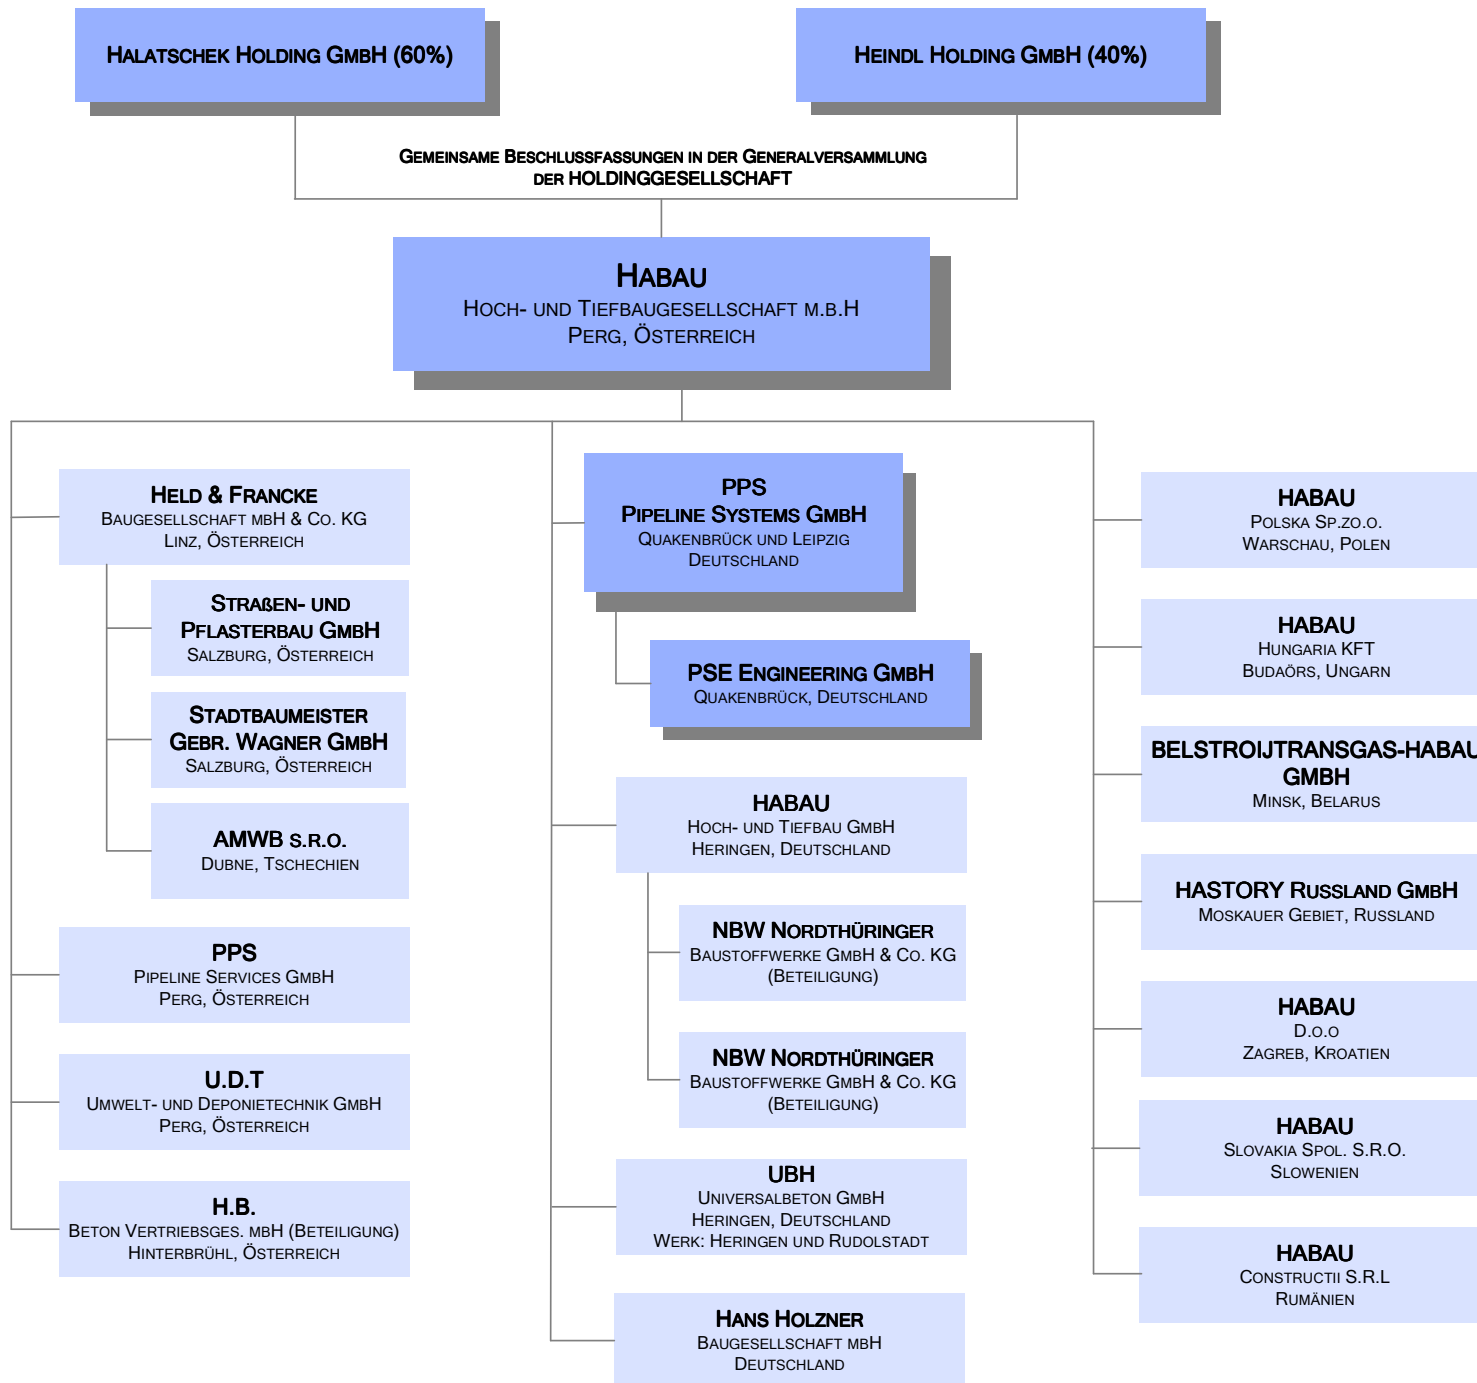 Halatschek Holding GmbH (60%)
Heindl Holding GmbH (40%)
Gemeinsame Beschlussfassungen in der Generalversammlung
der HOLDINGGESELLSCHAFT
Habau
Hoch- und Tiefbaugesellschaft m.b.H
Perg, Österreich
Held & Francke
Baugesellschaft mbH & Co. KG
Linz, Österreich
Straßen- und
Pflasterbau GmbH
Salzburg, Österreich
Stadtbaumeister
Gebr. Wagner GmbH
Salzburg, Österreich
AMWB s.r.o.
Dubne, Tschechien
PPS
Pipeline Services GmbH
Perg, Österreich
U.D.T
Umwelt- und Deponietechnik GmbH
Perg, Österreich
H.B.
Beton Vertriebsges. mbH (Beteiligung)
Hinterbrühl, Österreich
PPS
Pipeline Systems GmbH
Quakenbrück und Leipzig
Deutschland
PSE Engineering GmbH
Quakenbrück, Deutschland
HABAU
Hoch- und Tiefbau GmbH
Heringen, Deutschland
NBW Nordthüringer
Baustoffwerke GmbH & Co. KG
(Beteiligung)
NBW Nordthüringer
Baustoffwerke GmbH & Co. KG
(Beteiligung)
UBH
Universalbeton GmbH
Heringen, Deutschland
Werk: Heringen und Rudolstadt
Hans Holzner
Baugesellschaft mbH
Deutschland
HABAU
Polska Sp.zo.o.
Warschau, Polen
HABAU
Hungaria KFT
Budaörs, Ungarn
BELSTROIJTRANSGAS-HABAU
GMBH
Minsk, Belarus
HASTORY Russland GmbH
Moskauer Gebiet, Russland
HABAU
D.o.o
Zagreb, Kroatien
HABAU
Slovakia Spol. S.R.O.
Slowenien
HABAU
Constructii S.R.L
Rumänien